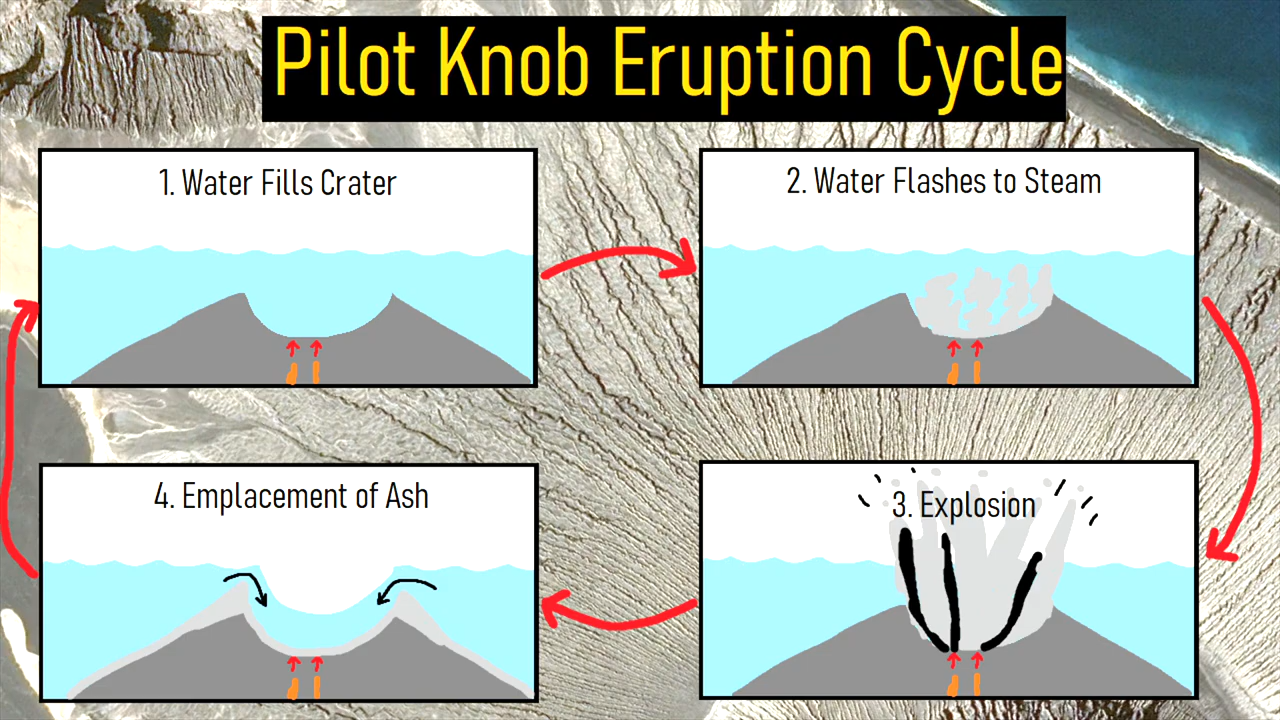 Pilot Knob Eruption Cycle
1. Water Fills Crater
2. Water Flashes to Steam
3. Explosion
4. Emplacement of Ash